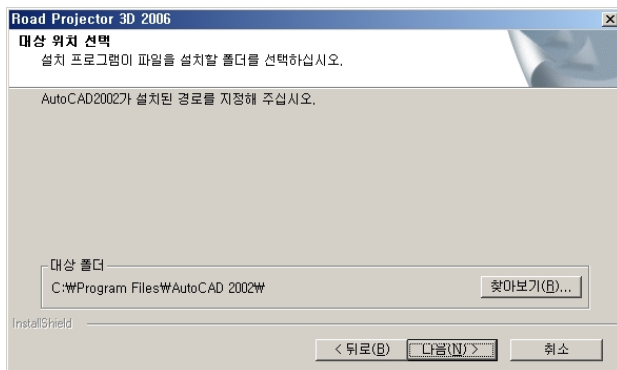 Road Projector 3D 2006
대상 위치 선택
설치 프로그램이 파일을 설치할 폴더를 선택하십시오.
AutoCAD2002가 설치된 경로를 지정해 주십시오.
대상 폴더
C:₩Program Files₩AutoCAD 2002₩
찾아보기(R)...
InstallShield
< 뒤로(B) 다음(N) > 취소